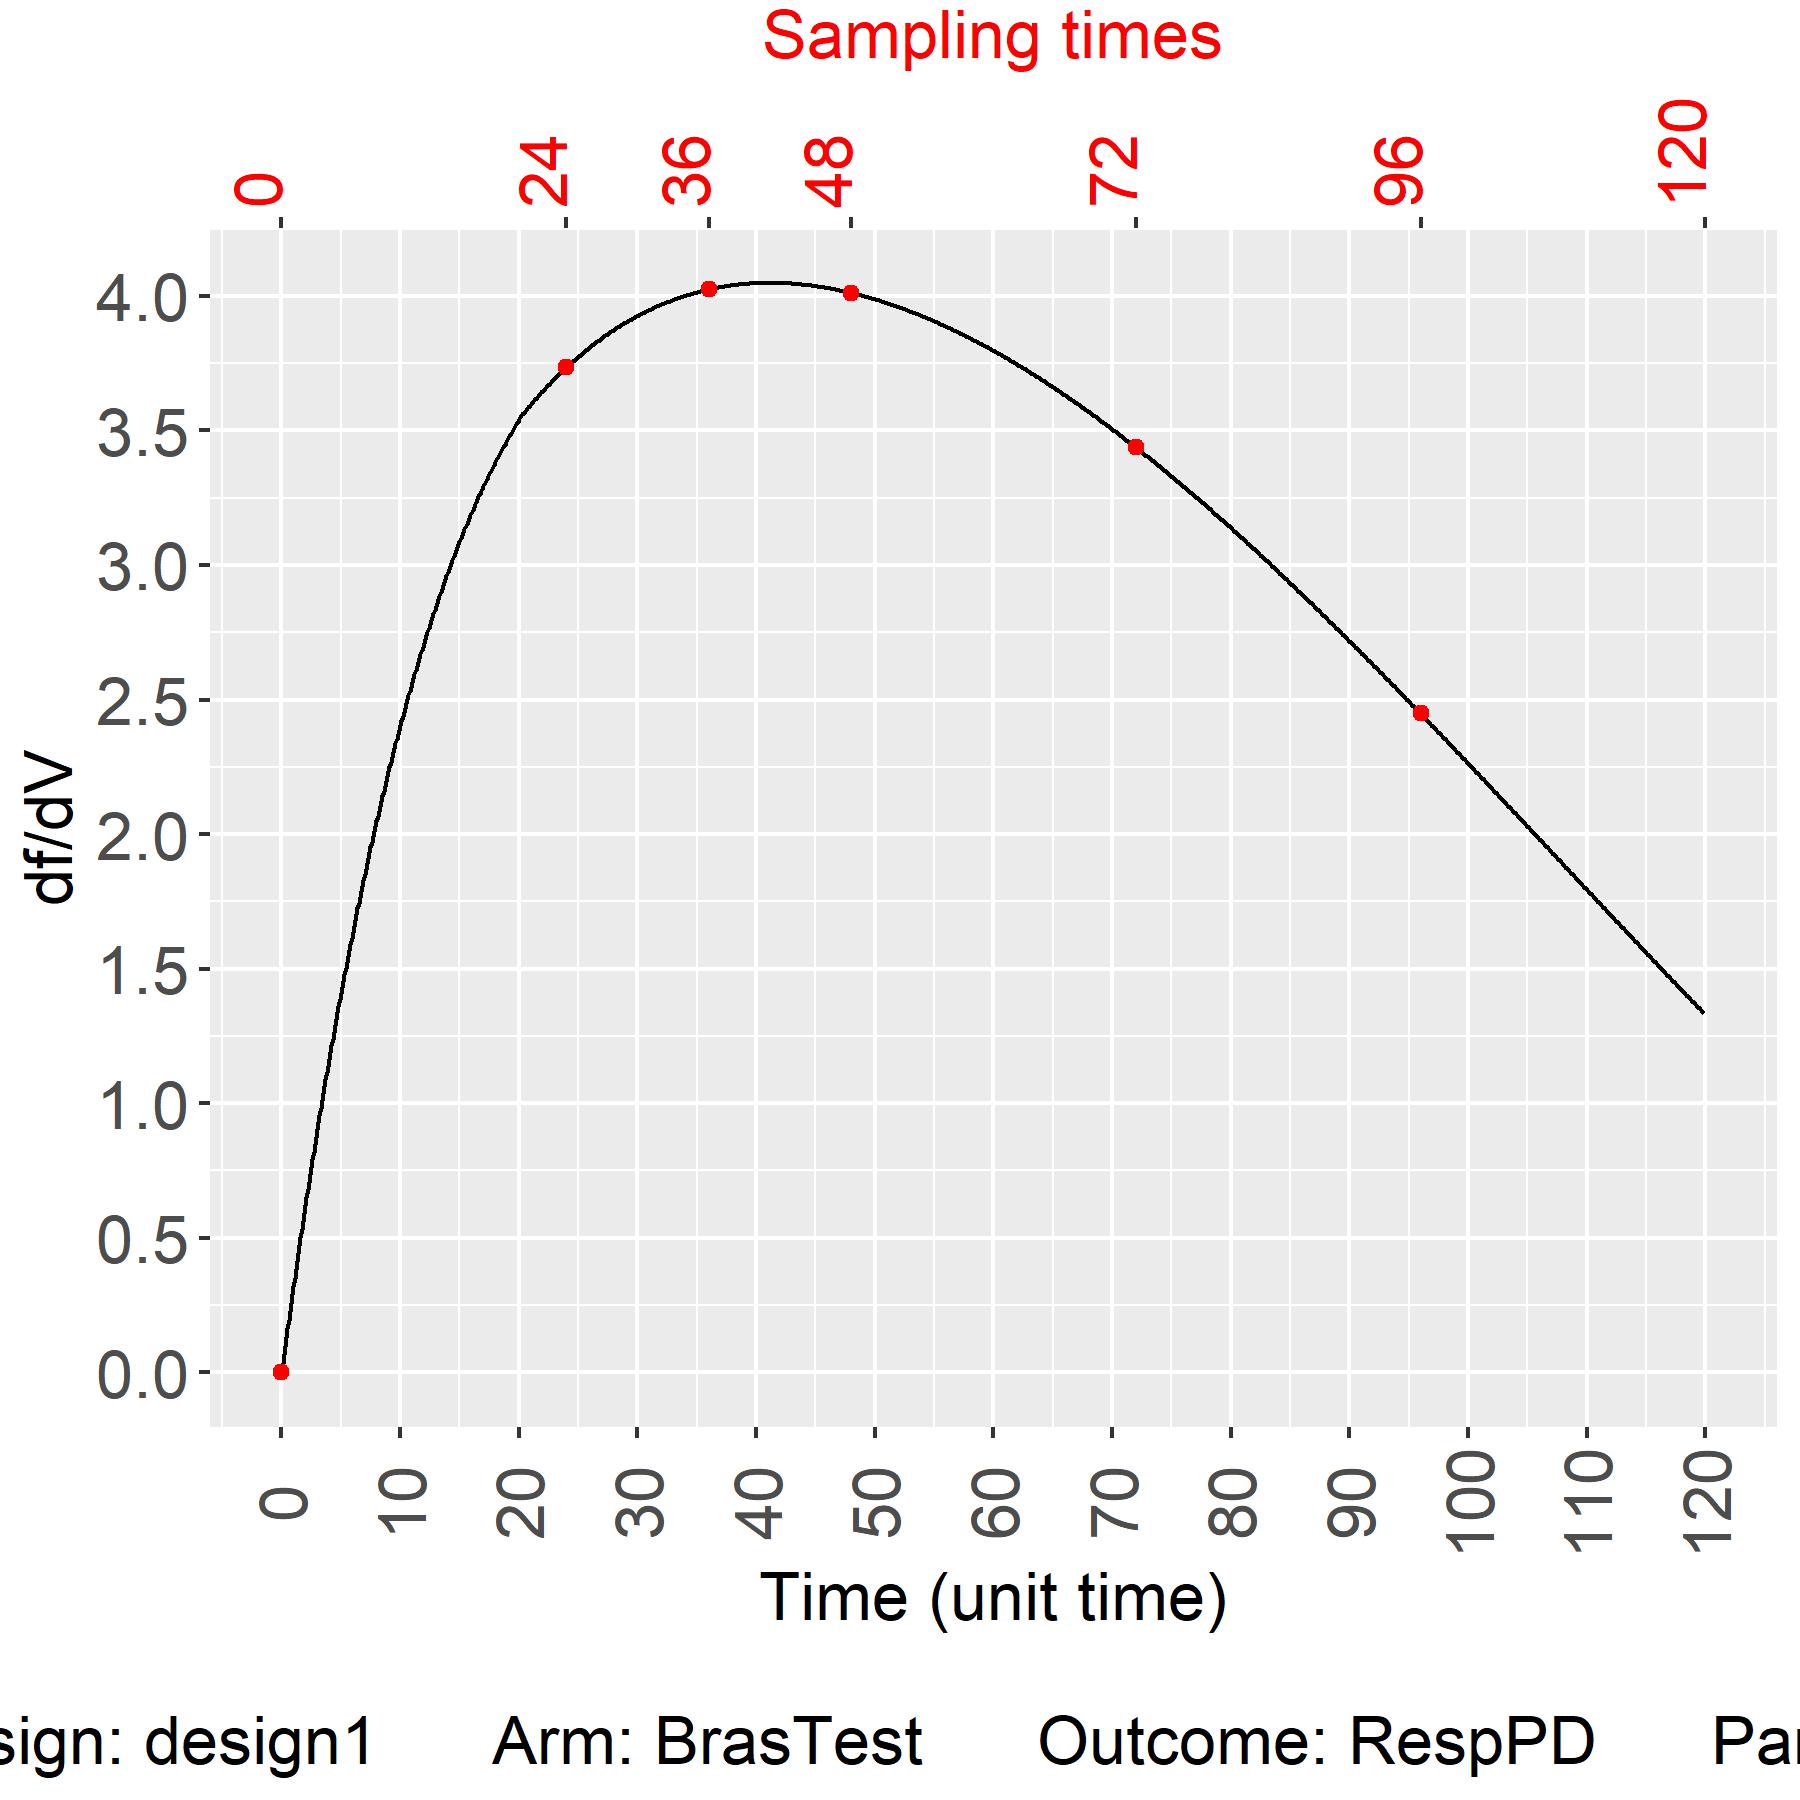 Sampling times
0 24 36 48 72 96 120
df/dV
4.0
3.5
3.0
2.5
2.0
1.5
1.0
0.5
0.0
0 10 20 30 40 50 60 70 80 90 100 110 120
Time (unit time)
sign: design1 Arm: BrasTest Outcome: RespPD